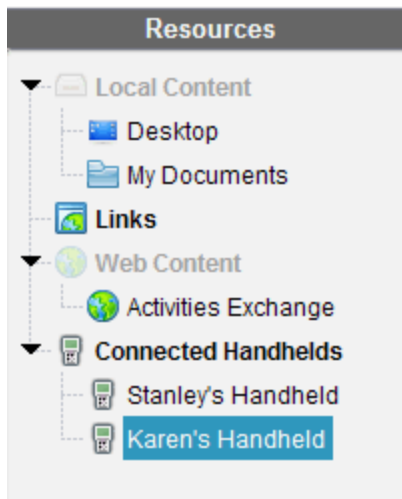 Resources
Local Content
Desktop
My Documents
Links
Web Content
Activities Exchange
Connected Handhelds
Stanley's Handheld
Karen's Handheld